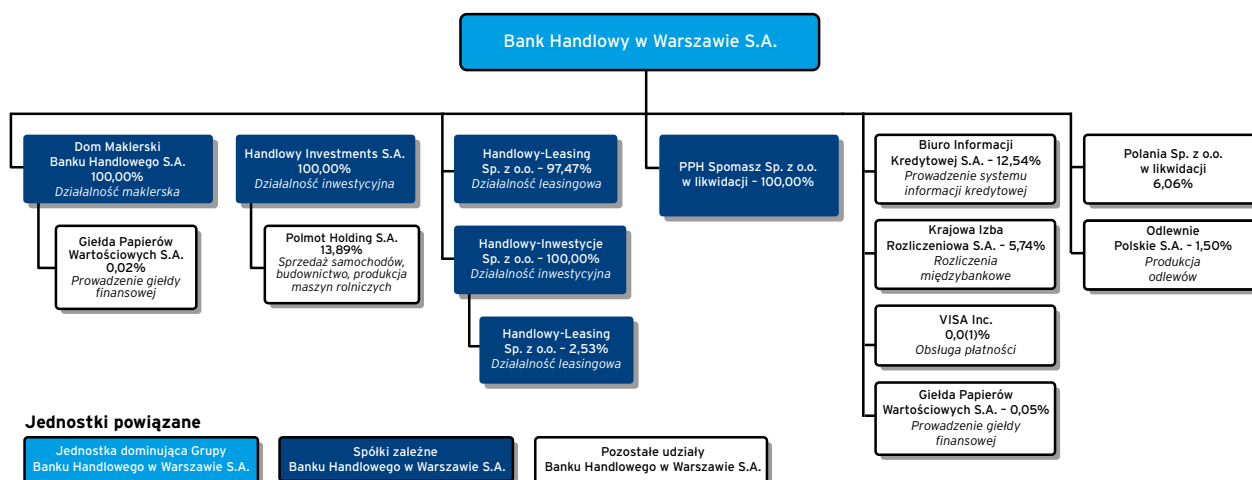 Bank Handlowy w Warszawie S.A.
Dom Maklerski
Banku Handlowego S.A.
100,00%
Działalność maklerska
Giełda Papierów
Wartościowych S.A.
0,02%
Prowadzenie giełdy
finansowej
Handlowy Investments S.A.
100,00%
Działalność inwestycyjna
Polmot Holding S.A.
13,89%
Sprzedaż samochodów,
budownictwo, produkcja
maszyn rolniczych
Handlowy-Leasing
Sp. z o.o. – 97,47%
Działalność leasingowa
Handlowy-Inwestycje
Sp. z o.o. – 100,00%
Działalność inwestycyjna
Handlowy-Leasing
Sp. z o.o. – 2,53%
Działalność leasingowa
PPH Spomasz Sp. z o.o.
w likwidacji – 100,00%
Biuro Informacji
Kredytowej S.A. – 12,54%
Prowadzenie systemu
informacji kredytowej
Krajowa Izba
Rozliczeniowa S.A. – 5,74%
Rozliczenia
międzybankowe
VISA Inc.
0,0(1)%
Obsługa płatności
Giełda Papierów
Wartościowych S.A. – 0,05%
Prowadzenie giełdy
finansowej
Polania Sp. z o.o.
w likwidacji
6,06%
Odlewnie
Polskie S.A. – 1,50%
Produkcja
odlewów
Jednostki powiązane
Jednostka dominująca Grupy
Banku Handlowego w Warszawie S.A.
Spółki zależne
Banku Handlowego w Warszawie S.A.
Pozostałe udziały
Banku Handlowego w Warszawie S.A.